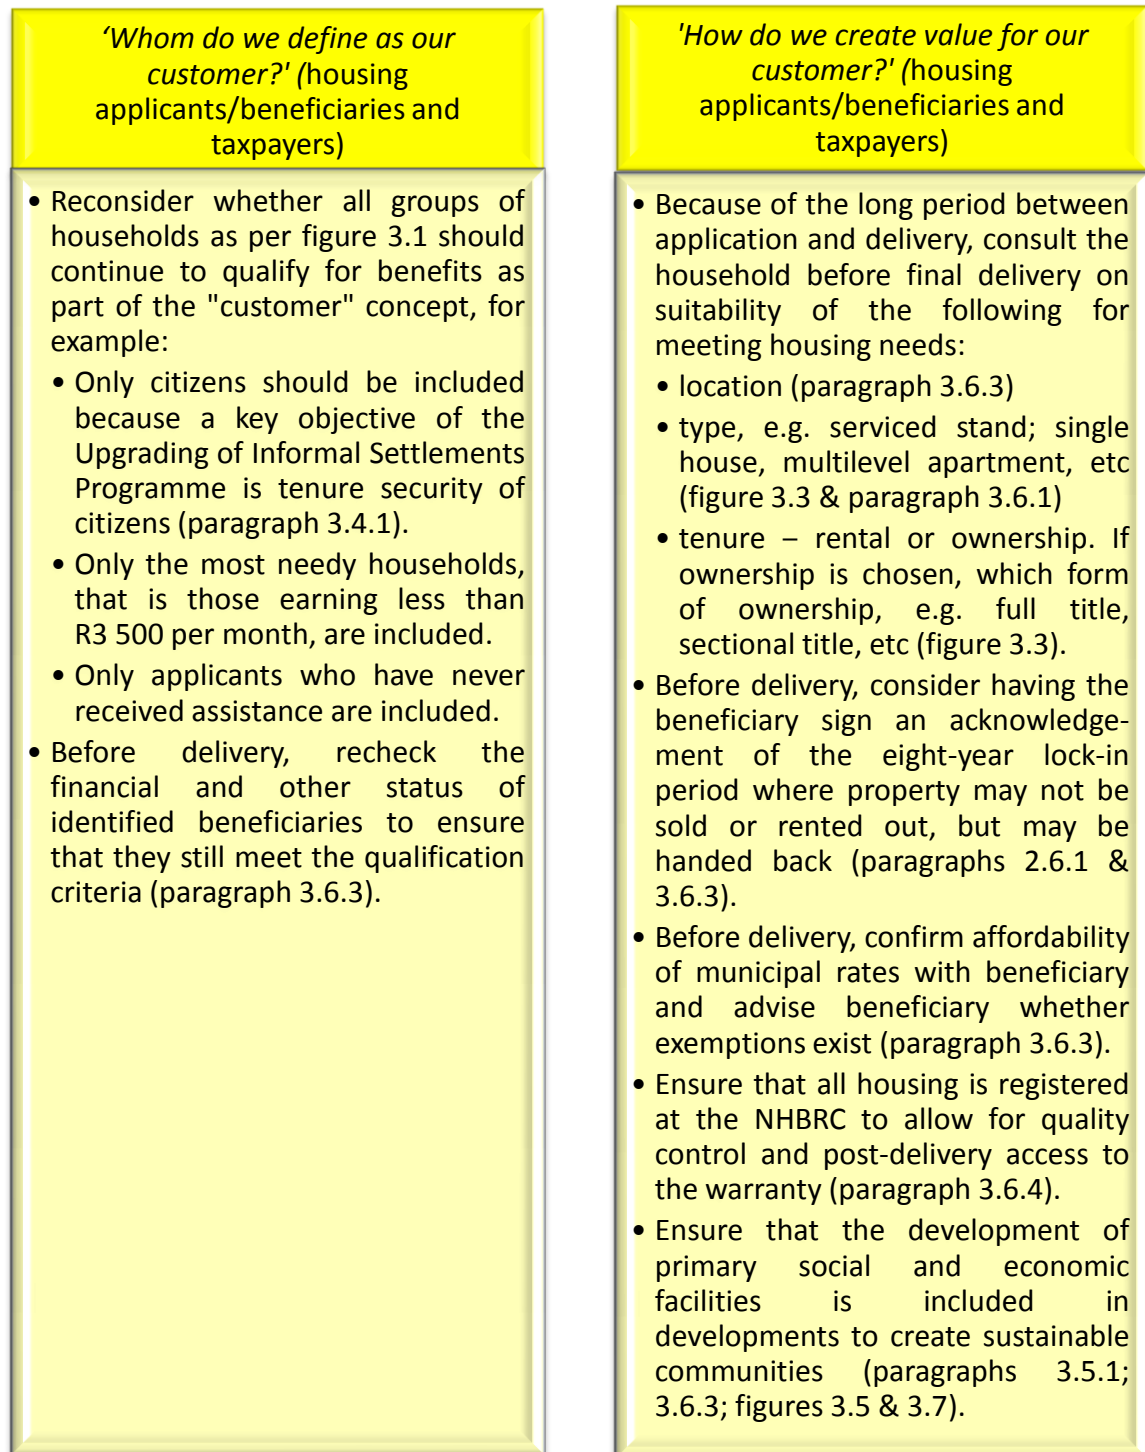 ‘Whom do we define as our
customer?' (housing
applicants/beneficiaries and
taxpayers)
• Reconsider whether all groups of
households as per figure 3.1 should
continue to qualify for benefits as
part of the "customer" concept, for
example:
• Only citizens should be included
because a key objective of the
Upgrading of Informal Settlements
Programme is tenure security of
citizens (paragraph 3.4.1).
• Only the most needy households,
that is those earning less than
R3 500 per month, are included.
• Only applicants who have never
received assistance are included.
• Before delivery, recheck the
financial and other status of
identified beneficiaries to ensure
that they still meet the qualification
criteria (paragraph 3.6.3).
'How do we create value for our
customer?' (housing
applicants/beneficiaries and
taxpayers)
• Because of the long period between
application and delivery, consult the
household before final delivery on
suitability of the following for
meeting housing needs:
• location (paragraph 3.6.3)
• type, e.g. serviced stand; single
house, multilevel apartment, etc
(figure 3.3 & paragraph 3.6.1)
• tenure – rental or ownership. If
ownership is chosen, which form
of ownership, e.g. full title,
sectional title, etc (figure 3.3).
• Before delivery, consider having the
beneficiary sign an acknowledge-
ment of the eight-year lock-in
period where property may not be
sold or rented out, but may be
handed back (paragraphs 2.6.1 &
3.6.3).
• Before delivery, confirm affordability
of municipal rates with beneficiary
and advise beneficiary whether
exemptions exist (paragraph 3.6.3).
• Ensure that all housing is registered
at the NHBRC to allow for quality
control and post-delivery access to
the warranty (paragraph 3.6.4).
• Ensure that the development of
primary social and economic
facilities is included in
developments to create sustainable
communities (paragraphs 3.5.1;
3.6.3; figures 3.5 & 3.7).